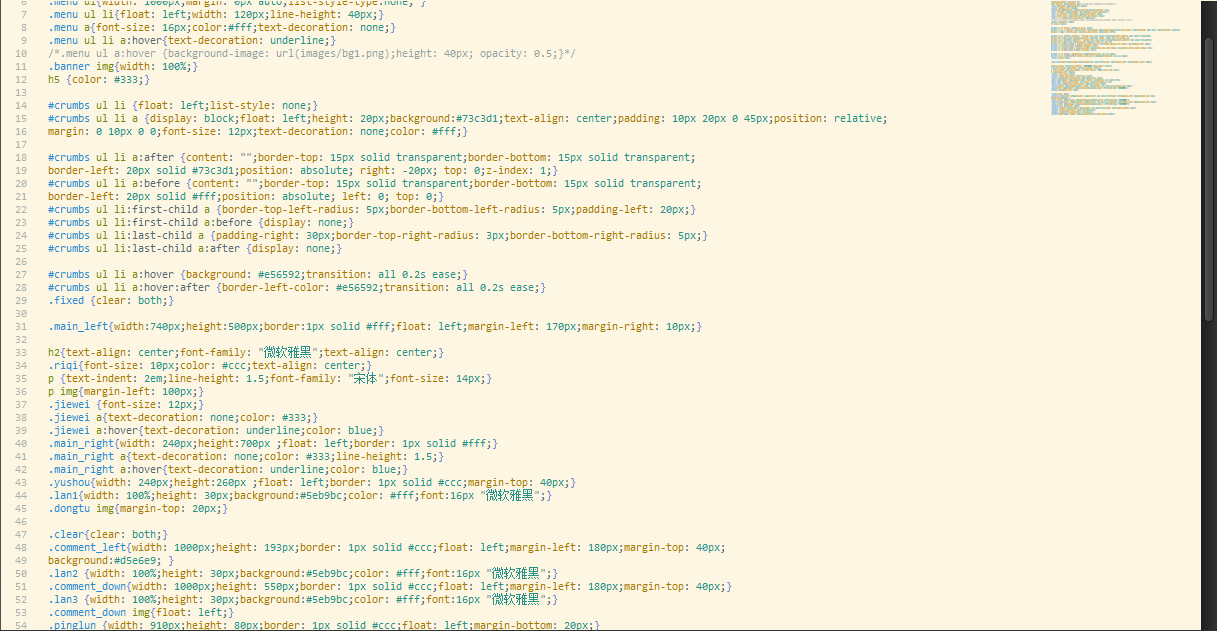 6 .menu ul{width: 1000px;margin: 0px auto;list-style-type:none; }
7 .menu ul li{float: left;width: 120px;line-height: 40px;}
8 .menu a{font-size: 16px;color:#fff;text-decoration: none;}
9 .menu ul li a:hover{text-decoration: underline;}
10 /*.menu ul a:hover {background-image: url(images/bg1.png);height: 40px; opacity: 0.5;}*/
11 .banner img{width: 100%;}
12 h5 {color: #333;}
13
14 #crumbs ul li {float: left;list-style: none;}
15 #crumbs ul li a {display: block;float: left;height: 20px;background:#73c3d1;text-align: center;padding: 10px 20px 0 45px;position: relative;
16 margin: 0 10px 0 0;font-size: 12px;text-decoration: none;color: #fff;}
17
18 #crumbs ul li a:after {content: "";border-top: 15px solid transparent;border-bottom: 15px solid transparent;
19 border-left: 20px solid #73c3d1;position: absolute; right: -20px; top: 0;z-index: 1;}
20 #crumbs ul li a:before {content: "";border-top: 15px solid transparent;border-bottom: 15px solid transparent;
21 border-left: 20px solid #fff;position: absolute; left: 0; top: 0;}
22 #crumbs ul li:first-child a {border-top-left-radius: 5px;border-bottom-left-radius: 5px;padding-left: 20px;}
23 #crumbs ul li:first-child a:before {display: none;}
24 #crumbs ul li:last-child a {padding-right: 30px;border-top-right-radius: 3px;border-bottom-right-radius: 5px;}
25 #crumbs ul li:last-child a:after {display: none;}
26
27 #crumbs ul li a:hover {background: #e56592;transition: all 0.2s ease;}
28 #crumbs ul li a:hover:after {border-left-color: #e56592;transition: all 0.2s ease;}
29 .fixed {clear: both;}
30
31 .main_left{width:740px;height:500px;border:1px solid #fff;float: left;margin-left: 170px;margin-right: 10px;}
32
33 h2{text-align: center;font-family: "微软雅黑";text-align: center;}
34 .riqi{font-size: 10px;color: #ccc;text-align: center;}
35 p {text-indent: 2em;line-height: 1.5;font-family: "宋体";font-size: 14px;}
36 p img{margin-left: 100px;}
37 .jiewei {font-size: 12px;}
38 .jiewei a{text-decoration: none;color: #333;}
39 .jiewei a:hover{text-decoration: underline;color: blue;}
40 .main_right{width: 240px;height:700px ;float: left;border: 1px solid #fff;}
41 .main_right a{text-decoration: none;color: #333;line-height: 1.5;}
42 .main_right a:hover{text-decoration: underline;color: blue;}
43 .yushou{width: 240px;height:260px ;float: left;border: 1px solid #ccc;margin-top: 40px;}
44 .lan1{width: 100%;height: 30px;background:#5eb9bc;color: #fff;font:16px "微软雅黑";}
45 .dongtu img{margin-top: 20px;}
46
47 .clear{clear: both;}
48 .comment_left{width: 1000px;height: 193px;border: 1px solid #ccc;float: left;margin-left: 180px;margin-top: 40px;
49 background:#d5e6e9; }
50 .lan2 {width: 100%;height: 30px;background:#5eb9bc;color: #fff;font:16px "微软雅黑";}
51 .comment_down{width: 1000px;height: 550px;border: 1px solid #ccc;float: left;margin-left: 180px;margin-top: 40px;}
52 .lan3 {width: 100%;height: 30px;background:#5eb9bc;color: #fff;font:16px "微软雅黑";}
53 .comment_down img{float: left;}
54 .pinglun {width: 910px;height: 80px;border: 1px solid #ccc;float: left;margin-bottom: 20px;}